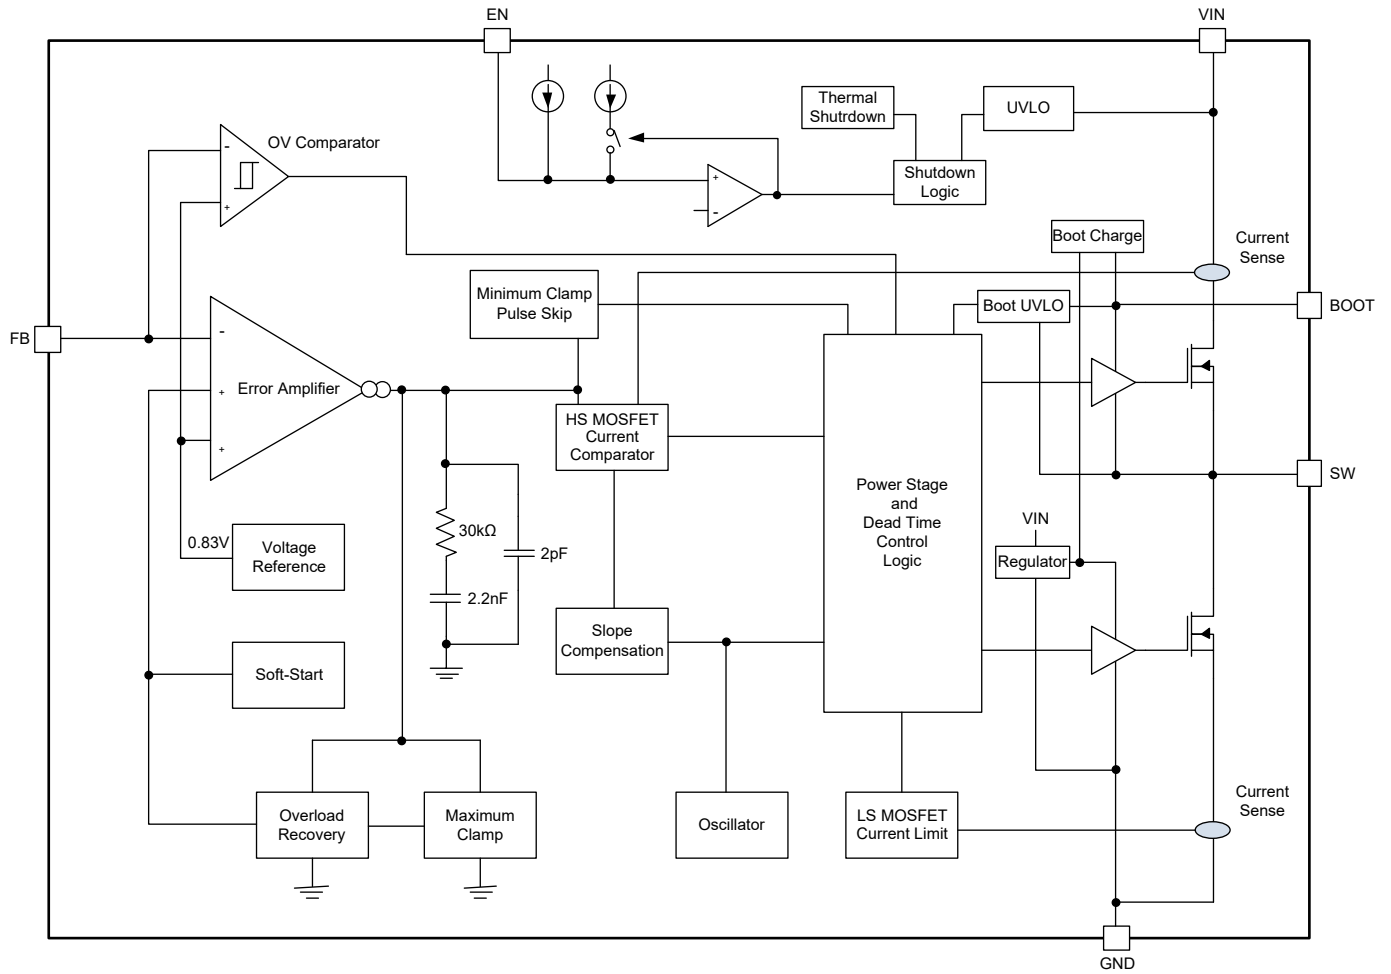 EN
VIN
Thermal
Shutrdown
UVLO
OV Comparator
-
+
+
-
Shutdown
Logic
Boot Charge
Current
Sense
Minimum Clamp
Pulse Skip
Boot UVLO
BOOT
FB
-
Error Amplifier
+
+
HS MOSFET
Current
Comparator
SW
Power Stage
and
Dead Time
Control
Logic
VIN
Regulator
0.83V
Voltage
Reference
30kΩ
2pF
2.2nF
Slope
Compensation
Soft-Start
Overload
Recovery
Maximum
Clamp
Oscillator
LS MOSFET
Current Limit
Current
Sense
GND